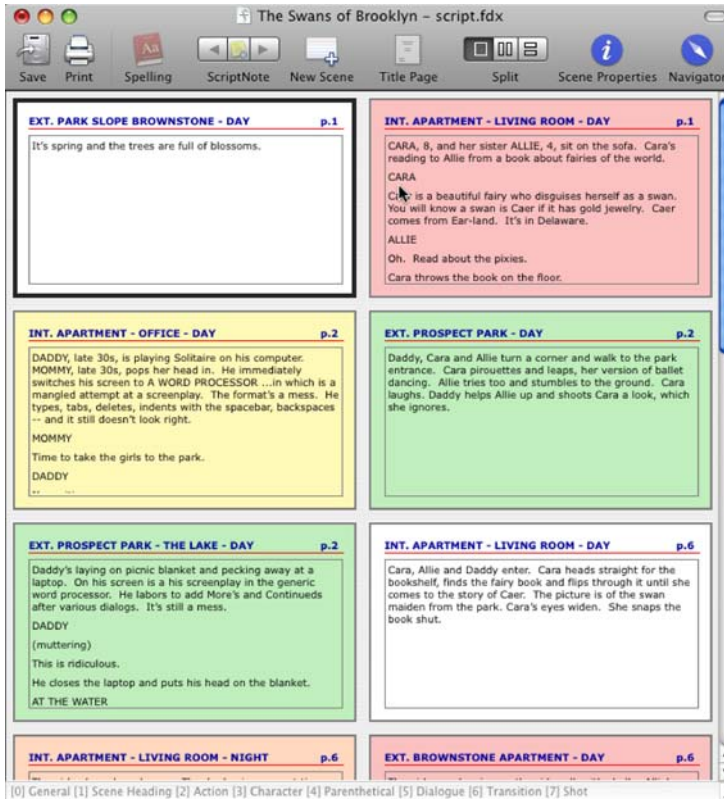 The Swans of Brooklyn – script.fdx
Save Print Spelling ScriptNote New Scene Title Page Split Scene Properties Navigator
EXT. PARK SLOPE BROWNSTONE - DAY p.1
It's spring and the trees are full of blossoms.
INT. APARTMENT - LIVING ROOM - DAY p.1
CARA, 8, and her sister ALLIE, 4, sit on the sofa. Cara's
reading to Allie from a book about fairies of the world.
CARA
is a beautiful fairy who disguises herself as a swan.
You will know a swan is Caer if it has gold jewelry. Caer
comes from Ear-land. It's in Delaware.
ALLIE
Oh. Read about the pixies.
Cara throws the book on the floor.
INT. APARTMENT - OFFICE - DAY p.2
DADDY, late 30s, is playing Solitaire on his computer.
MOMMY, late 30s, pops her head in. He immediately
switches his screen to A WORD PROCESSOR ...in which is a
mangled attempt at a screenplay. The format's a mess. He
types, tabs, deletes, indents with the spacebar, backspaces
-- and it still doesn't look right.
MOMMY
Time to take the girls to the park.
DADDY
EXT. PROSPECT PARK - DAY p.2
Daddy, Cara and Allie turn a corner and walk to the park
entrance. Cara pirouettes and leaps, her version of ballet
dancing. Allie tries too and stumbles to the ground. Cara
laughs. Daddy helps Allie up and shoots Cara a look, which
she ignores.
EXT. PROSPECT PARK - THE LAKE - DAY p.2
Daddy's laying on picnic blanket and pecking away at a
laptop. On his screen is a his screenplay in the generic
word processor. He labors to add More's and Continueds
after various dialogs. It's still a mess.
DADDY
(muttering)
This is ridiculous.
He closes the laptop and puts his head on the blanket.
AT THE WATER
INT. APARTMENT - LIVING ROOM - DAY p.6
Cara, Allie and Daddy enter. Cara heads straight for the
bookshelf, finds the fairy book and flips through it until she
comes to the story of Caer. The picture is of the swan
maiden from the park. Cara's eyes widen. She snaps the
book shut.
INT. APARTMENT - LIVING ROOM - NIGHT p.6
EXT. BROWNSTONE APARTMENT - DAY p.6
[0] General [1] Scene Heading [2] Action [3] Character [4] Parenthetical [5] Dialogue [6] Transition [7] Shot